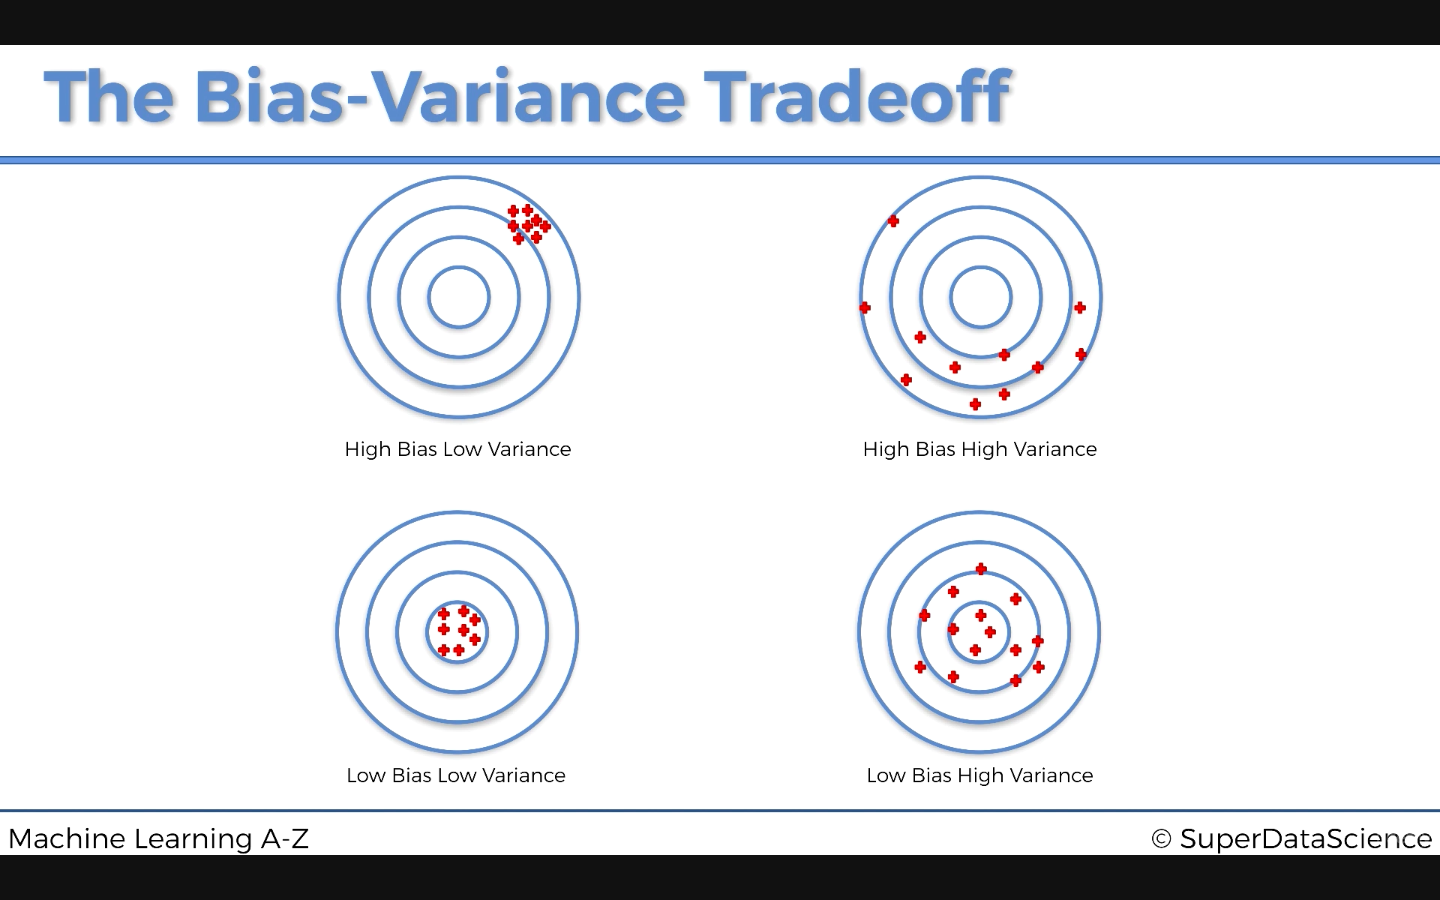 The Bias-Variance Tradeoff
High Bias Low Variance
High Bias High Variance
Low Bias Low Variance
Low Bias High Variance
Machine Learning A-Z
© SuperDataScience